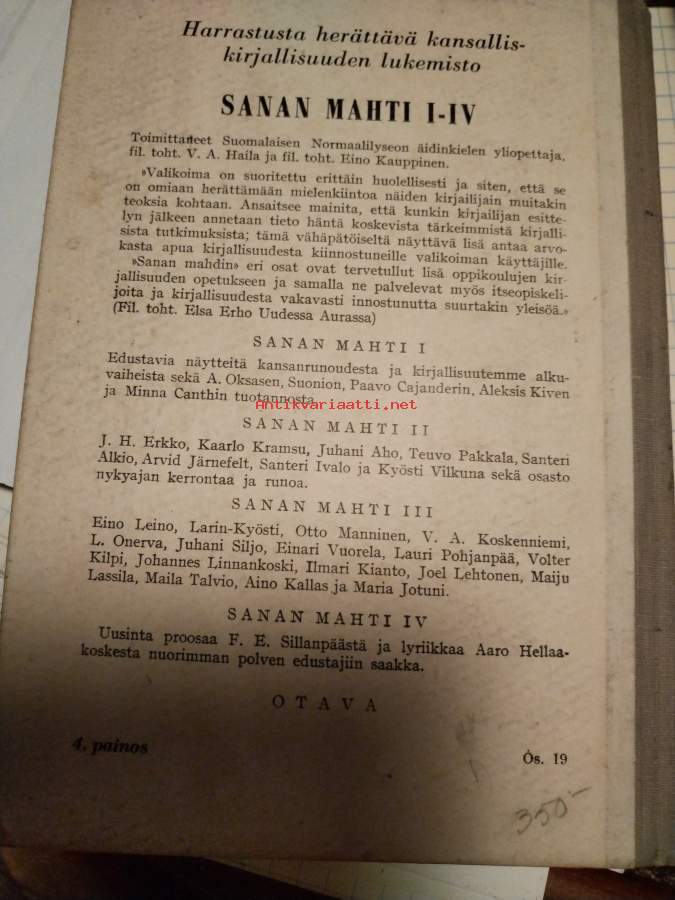 Harrastusta herättävä kansallis-
kirjallisuuden lukemisto
SANAN MAHTI I-IV
Toimittaneet Suomalaisen Normaalilyseon äidinkielen yliopettaja,
fil. toht. V. A. Haila ja fil. toht. Eino Kauppinen.
»Valikoima on suoritettu erittäin huolellisesti ja siten, että se
on omiaan herättämään mielenkiintoa näiden kirjailijain muitakin
teoksia kohtaan. Ansaitsee mainita, että kunkin kirjailijan esitte-
lyn jälkeen annetaan tieto häntä koskevista tärkeimmistä kirjalli-
sista tutkimuksista; tämä vähäpätöiseltä näyttävä lisä antaa arvo-
kasta apua kirjallisuudesta kiinnostuneille valikoiman käyttäjille.
»Sanan mahdin» eri osat ovat tervetullut lisä oppikoulujen kir-
jallisuuden opetukseen ja samalla ne palvelevat myös itseopiskeli-
joita ja kirjallisuudesta vakavasti innostunutta suurtakin yleisöä.»
(Fil. toht. Elsa Erho Uudessa Aurassa)
SANAN MAHTI I
Edustavia näytteitä kansanrunoudesta ja kirjallisuutemme alku-
vaiheista sekä A. Oksasen, Suonion, Paavo Cajanderin, Aleksis Kiven
ja Minna Canthin tuotannosta.
Antikvariaatti.net
SANAN MAHTI II
J. H. Erkko, Kaarlo Kramsu, Juhani Aho, Teuvo Pakkala, Santeri
Alkio, Arvid Järnefelt, Santeri Ivalo ja Kyösti Vilkuna sekä osasto
nykyajan kerrontaa ja runoa.
SANAN MAHTI III
Eino Leino, Larin-Kyösti, Otto Manninen, V. A. Koskenniemi,
L. Onerva, Juhani Siljo, Einari Vuorela, Lauri Pohjanpää, Volter
Kilpi, Johannes Linnankoski, Ilmari Kianto, Joel Lehtonen, Maiju
Lassila, Maila Talvio, Aino Kallas ja Maria Jotuni.
SANAN MAHTI IV
Uusinta proosaa F. E. Sillanpäästä ja lyriikkaa Aaro Hellaa-
koskesta nuorimman polven edustajiin saakka.
OTAVA
4. painos
Os. 19
350-